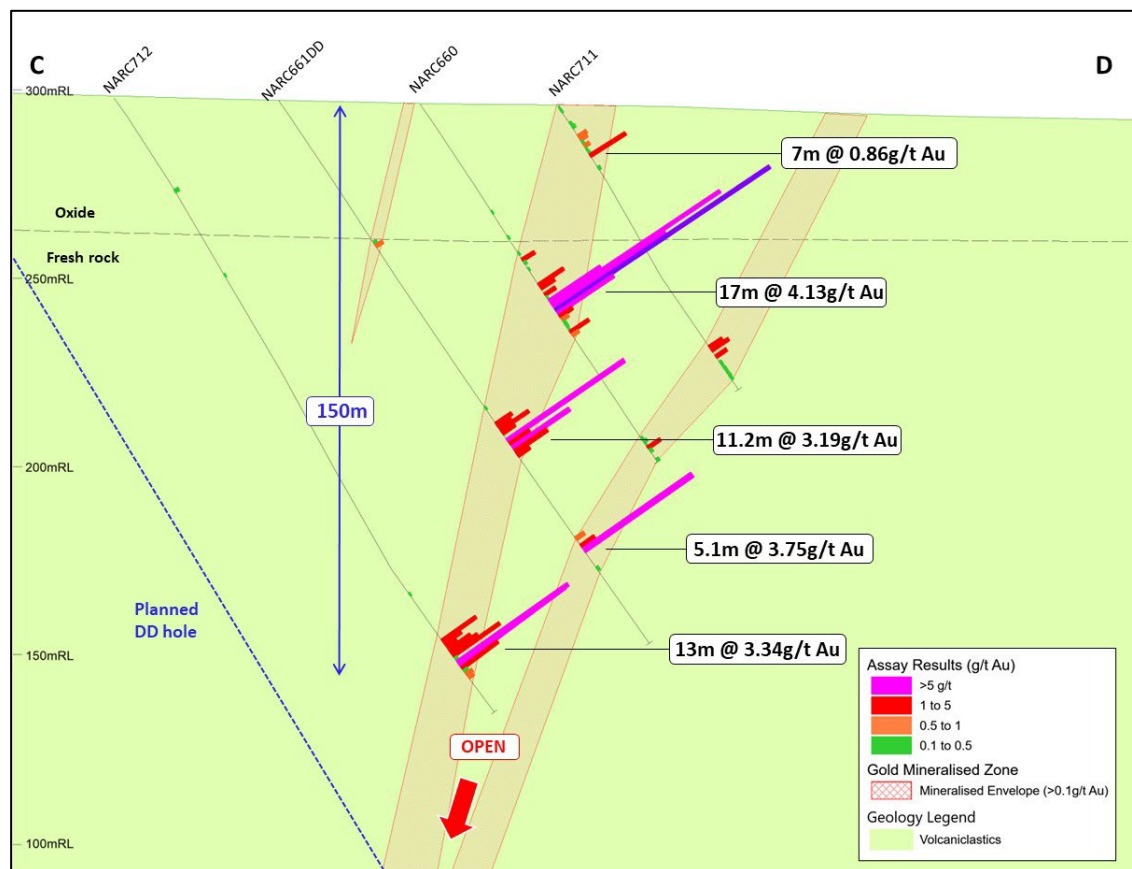 C
D
NARC712
NARC661DD
NARC660
NARC711
300mRL
7m @ 0.86g/t Au
Oxide
Fresh rock
250mRL
17m @ 4.13g/t Au
150m
11.2m @ 3.19g/t Au
200mRL
5.1m @ 3.75g/t Au
Planned
DD hole
13m @ 3.34g/t Au
150mRL
OPEN
100mRL
Assay Results (g/t Au)
>5 g/t
1 to 5
0.5 to 1
0.1 to 0.5
Gold Mineralised Zone
Mineralised Envelope (>0.1g/t Au)
Geology Legend
Volcaniclastics